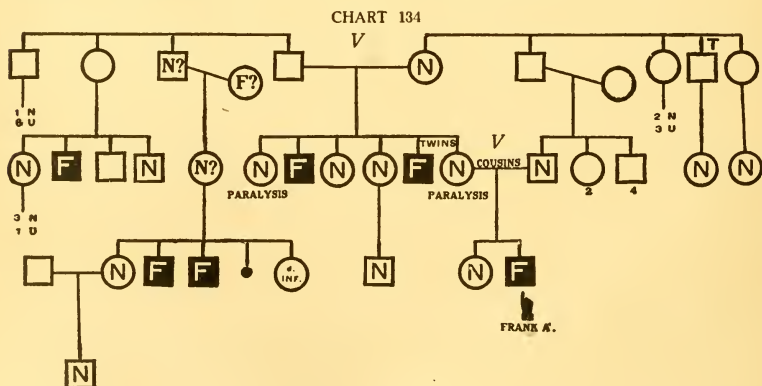 CHART 134
V T
N? F? N N
1 N
6 U
2 N
3 U
TWINS V
COUSINS
N F N N? N F N N F N N 2 4 N N
PARALYSIS PARALYSIS
3 N
1 U
N F F d. INF. N N F
FRANK A.
N